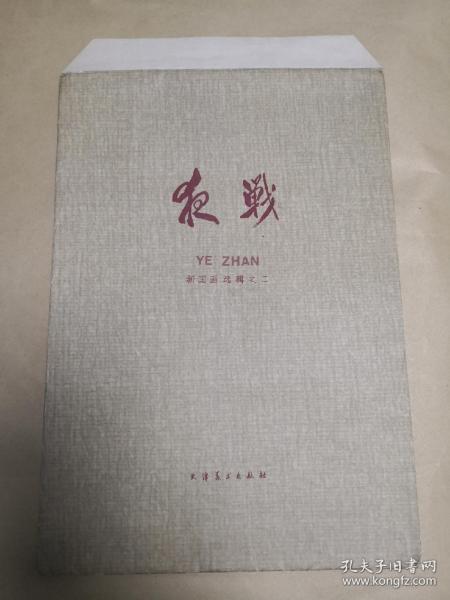 夜戰
YE ZHAN
新国画选辑之二
天津美术出版社
孔夫子旧书网
www.kongfz.com